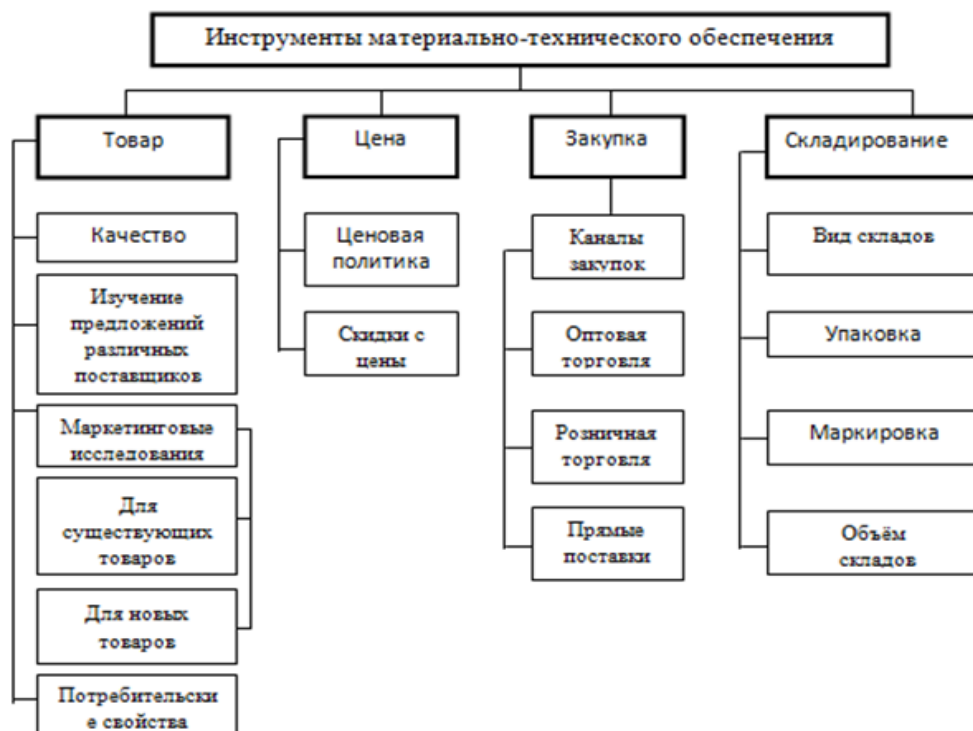 Инструменты материально-технического обеспечения
Товар
Качество
Изучение
предложений
различных
поставщиков
Маркетинговые
исследования
Для
существующих
товаров
Для новых
товаров
Потребительски
е свойства
Цена
Ценовая
политика
Скидки с
цены
Закупка
Каналы
закупок
Оптовая
торговля
Розничная
торговля
Прямые
поставки
Складирование
Вид складов
Упаковка
Маркировка
Объём
складов